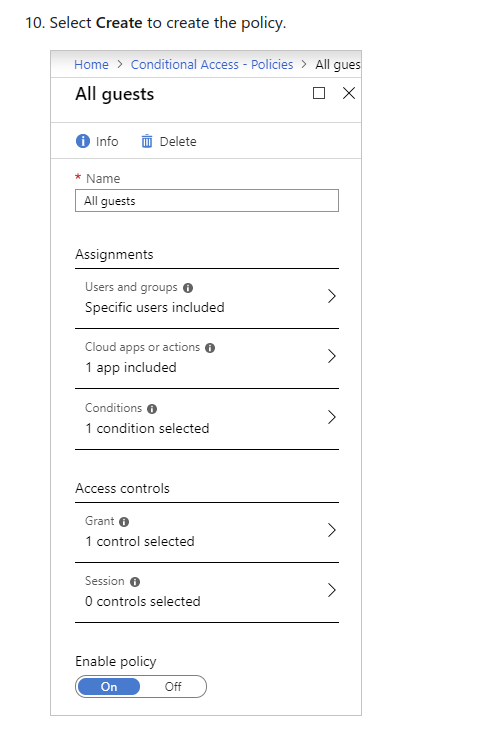 10. Select Create to create the policy.
Home > Conditional Access - Policies > All gues
All guests
Info Delete
* Name
All guests
Assignments
Users and groups
Specific users included
Cloud apps or actions
1 app included
Conditions
1 condition selected
Access controls
Grant
1 control selected
Session
0 controls selected
Enable policy
On Off